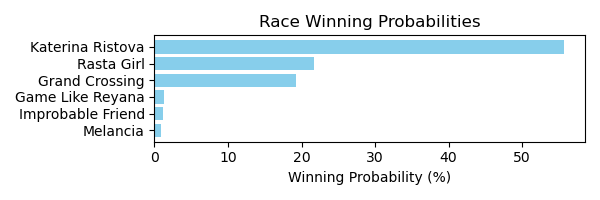 Race Winning Probabilities
Katerina Ristova
Rasta Girl
Grand Crossing
Game Like Reyana
Improbable Friend
Melancia
0 10 20 30 40 50
Winning Probability (%)